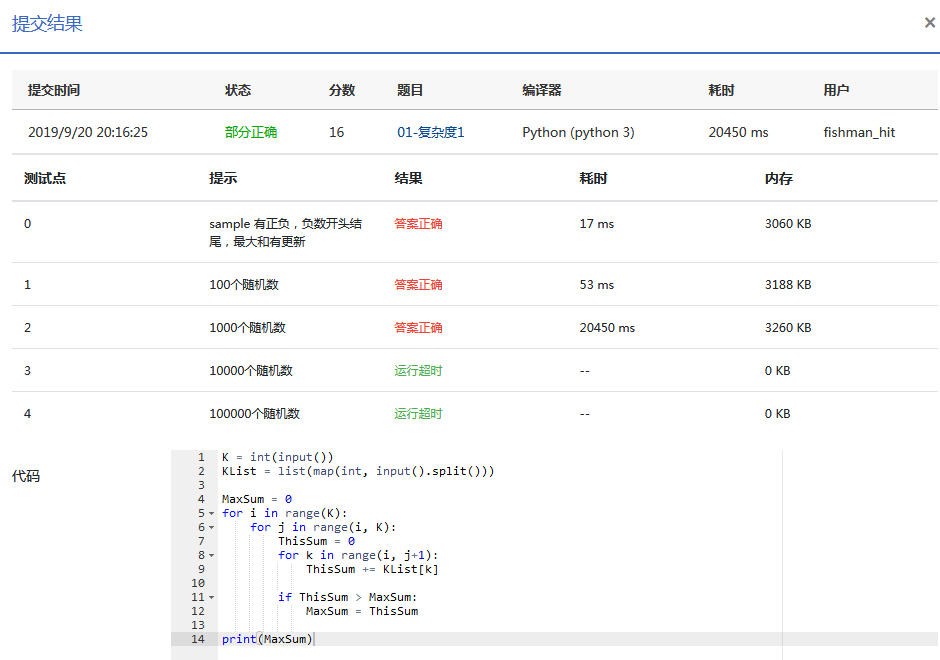 提交结果
×
提交时间 状态 分数 题目 编译器 耗时 用户
2019/9/20 20:16:25 部分正确 16 01-复杂度1 Python (python 3) 20450 ms fishman_hit
测试点 提示 结果 耗时 内存
0 sample 有正负，负数开头结 答案正确 17 ms 3060 KB
尾，最大和有更新
1 100个随机数 答案正确 53 ms 3188 KB
2 1000个随机数 答案正确 20450 ms 3260 KB
3 10000个随机数 运行超时 -- 0 KB
4 100000个随机数 运行超时 -- 0 KB
代码
1 K = int(input())
2 KList = list(map(int, input().split()))
3
4 MaxSum = 0
5 for i in range(K):
6     for j in range(i, K):
7         ThisSum = 0
8         for k in range(i, j+1):
9             ThisSum += KList[k]
10
11         if ThisSum > MaxSum:
12             MaxSum = ThisSum
13
14 print(MaxSum)